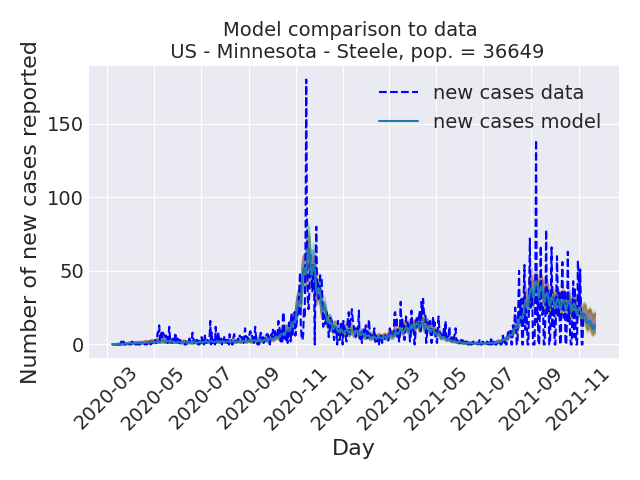 Model comparison to data
US - Minnesota - Steele, pop. = 36649
new cases data
new cases model
Number of new cases reported
150
100
50
0
2020-03
2020-05
2020-07
2020-09
2020-11
2021-01
2021-03
2021-05
2021-07
2021-09
2021-11
Day